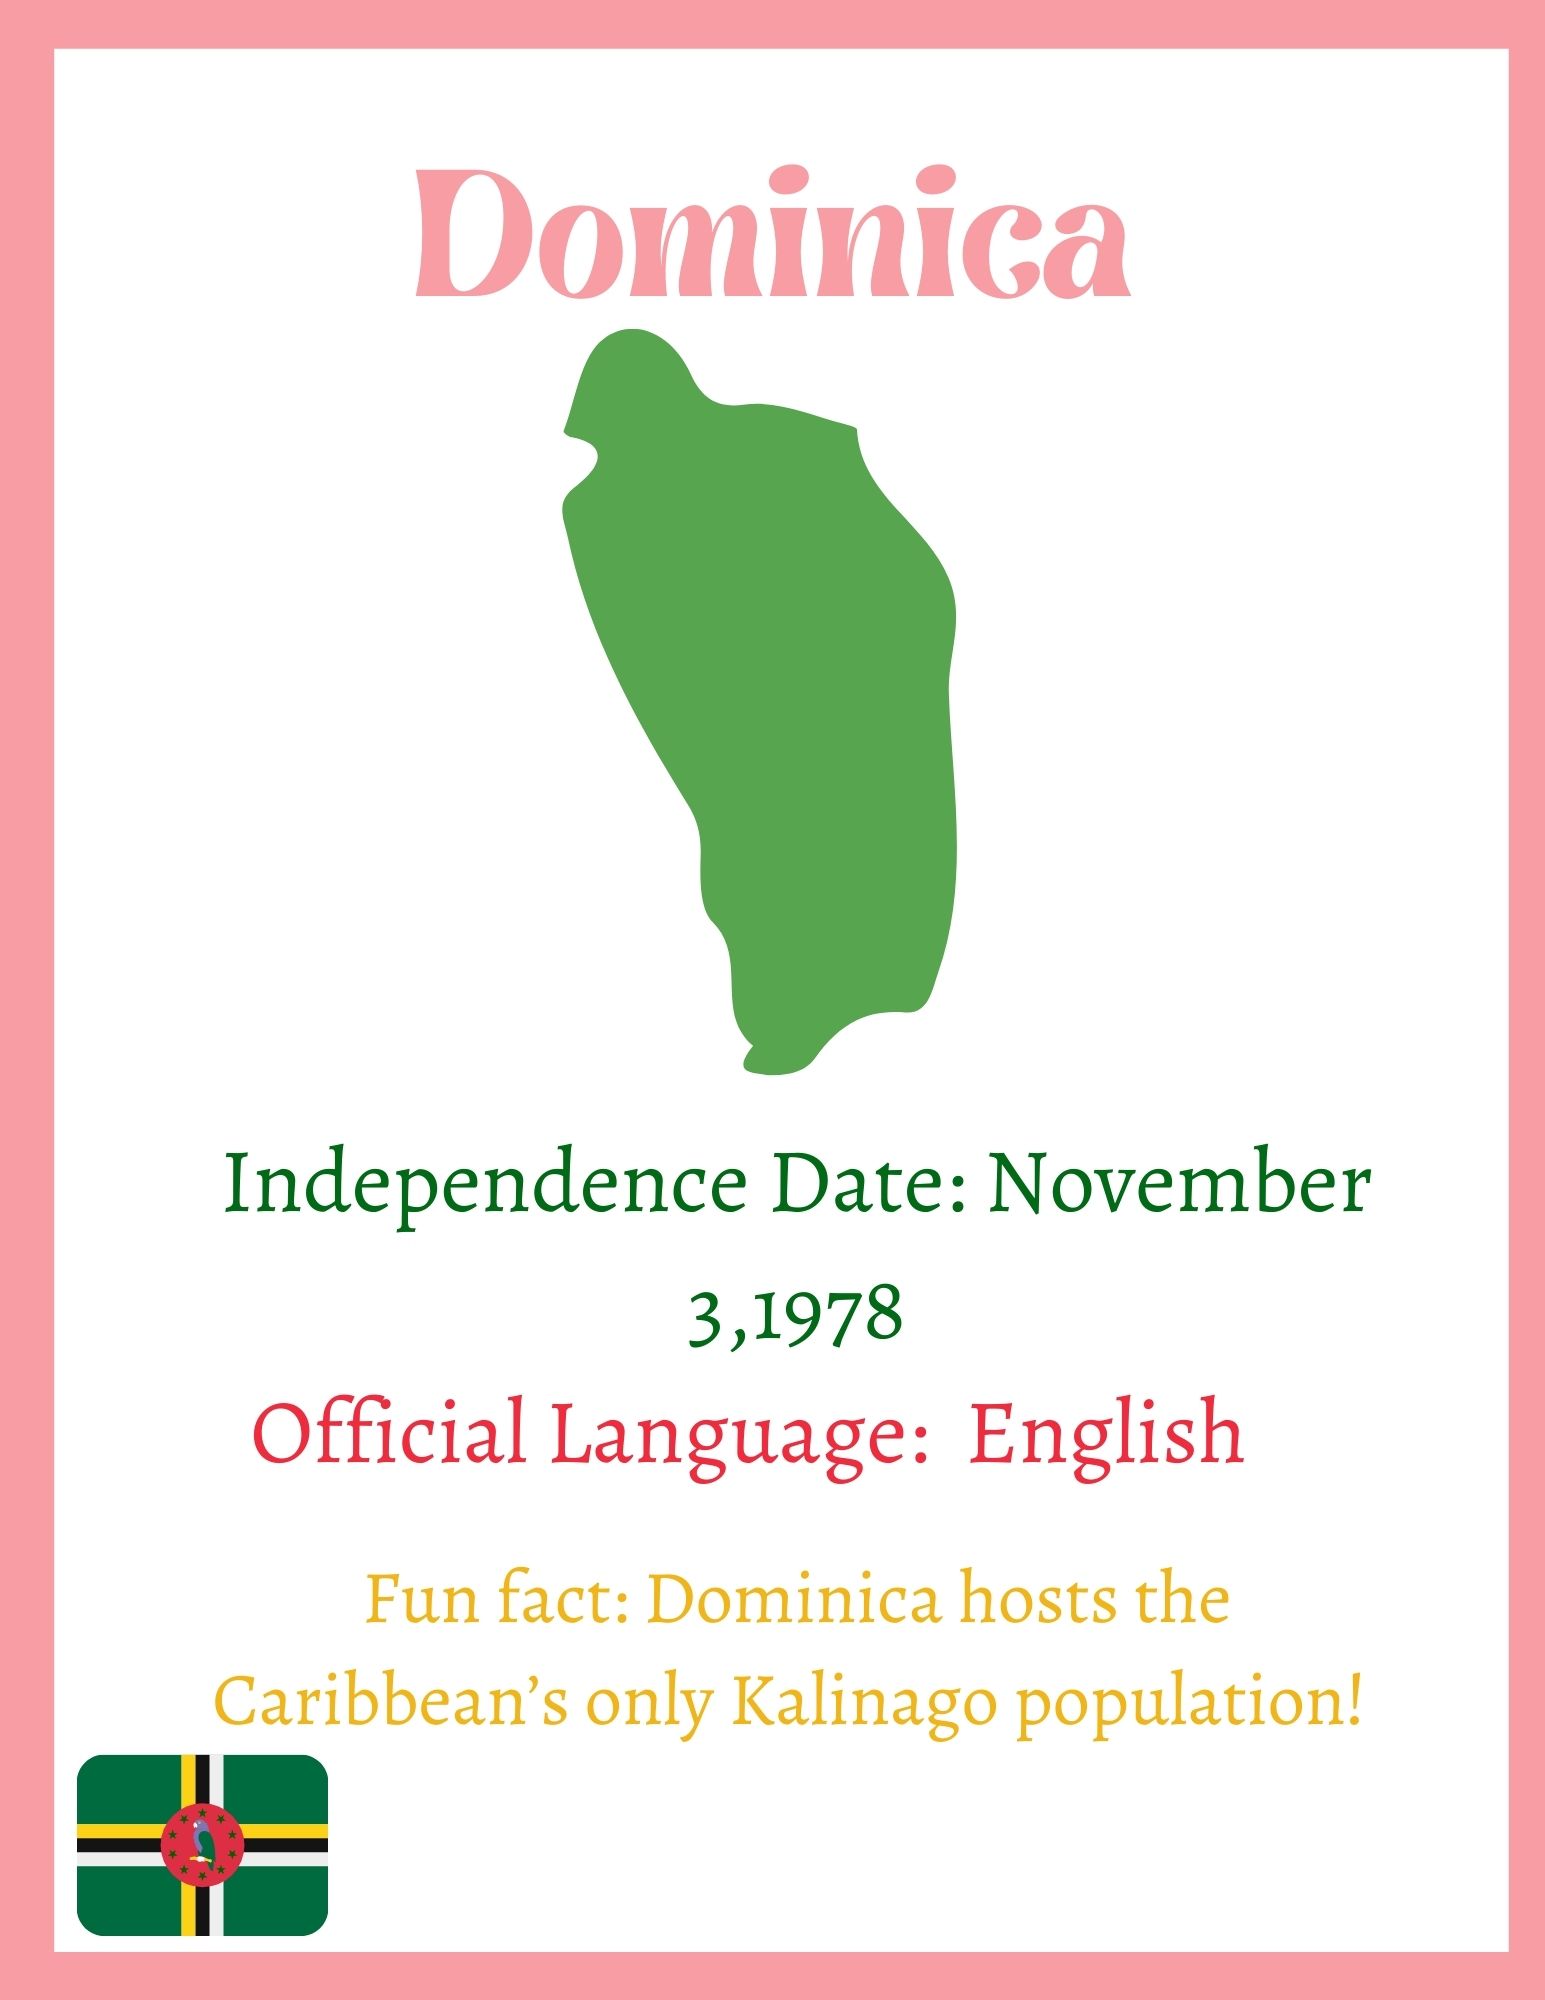 Dominica
Independence Date: November
3,1978
Official Language:  English
Fun fact: Dominica hosts the
Caribbean’s only Kalinago population!